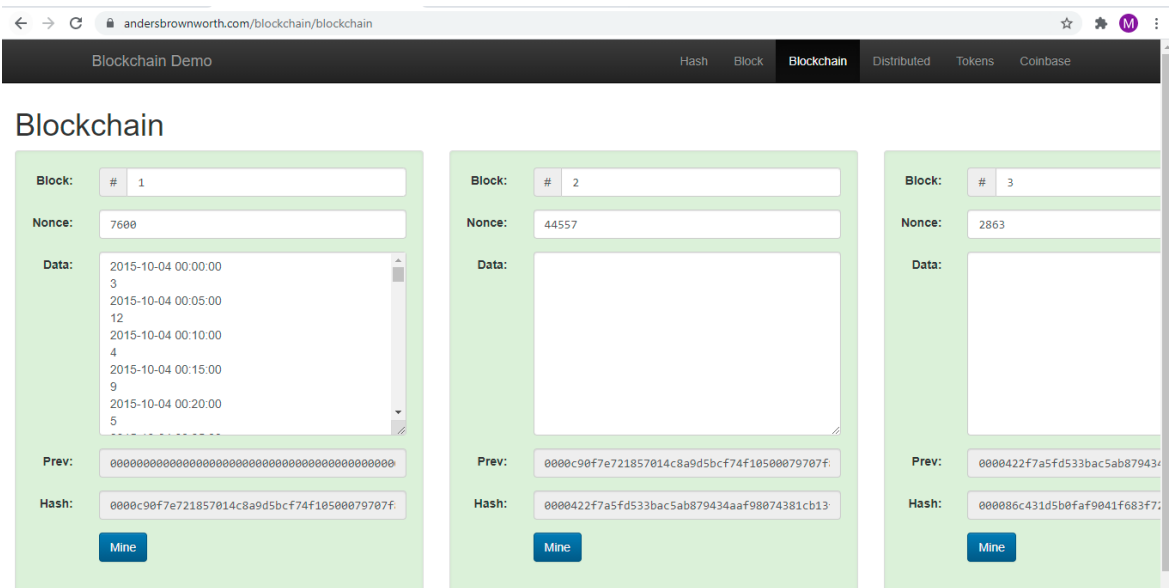 andersbrownworth.com/blockchain/blockchain
M
Blockchain Demo
Hash Block Blockchain Distributed Tokens Coinbase
Blockchain
Block: # 1
Nonce: 7600
Data: 2015-10-04 00:00:00
3
2015-10-04 00:05:00
12
2015-10-04 00:10:00
4
2015-10-04 00:15:00
9
2015-10-04 00:20:00
5
Prev: 00000000000000000000000000000000000000000000
Hash: 0000c90f7e721857014c8a9d5bcf74f10500079707f
Mine
Block: # 2
Nonce: 44557
Data:
Prev: 0000c90f7e721857014c8a9d5bcf74f10500079707f
Hash: 0000422f7a5fd533bac5ab879434aaf98074381cb13
Mine
Block: # 3
Nonce: 2863
Data:
Prev: 0000422f7a5fd533bac5ab879434
Hash: 000086c431d5b0faf9041f683f72
Mine